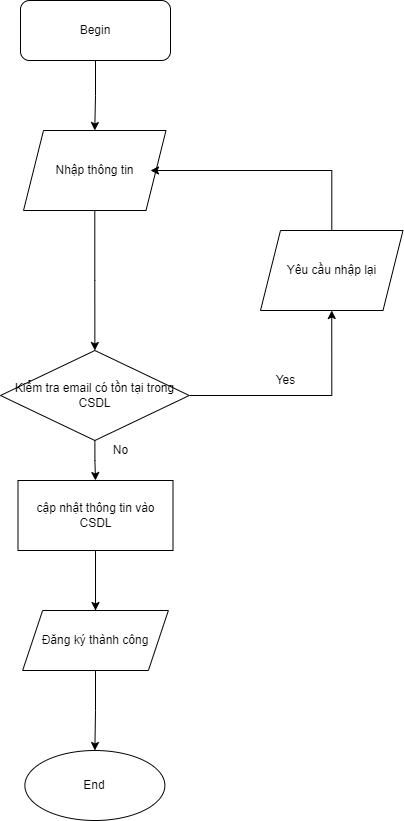 Begin
Nhập thông tin
Yêu cầu nhập lại
Kiểm tra email có tồn tại trong
CSDL
Yes
No
cập nhật thông tin vào
CSDL
Đăng ký thành công
End